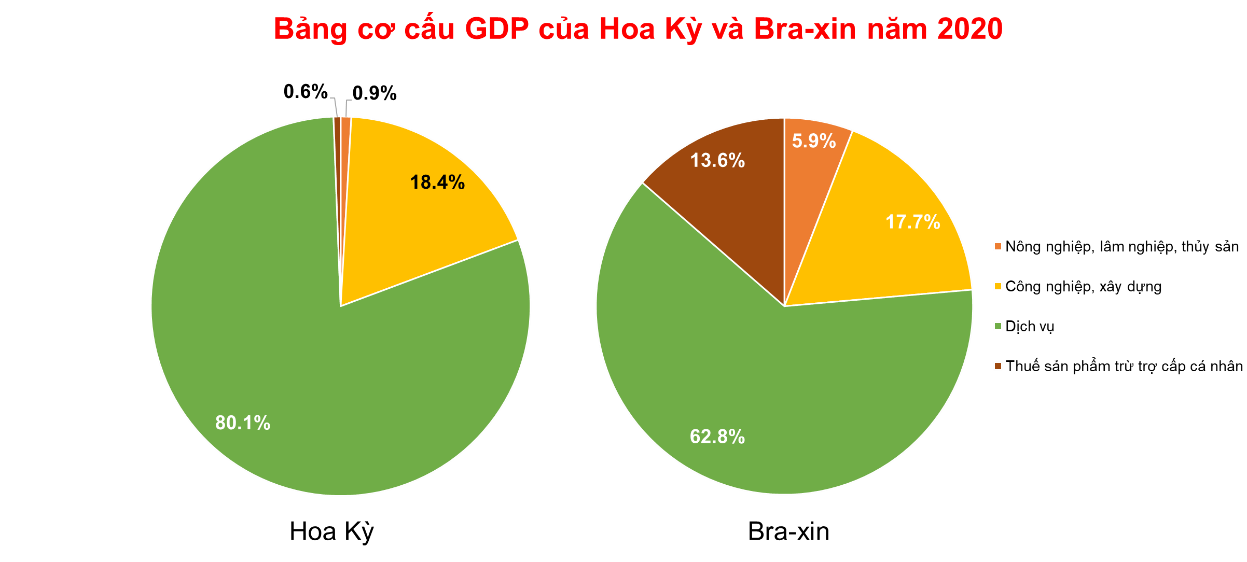 Bảng cơ cấu GDP của Hoa Kỳ và Bra-xin năm 2020
0.6%
0.9%
18.4%
80.1%
Hoa Kỳ
5.9%
13.6%
17.7%
62.8%
Bra-xin
Nông nghiệp, lâm nghiệp, thủy sản
Công nghiệp, xây dựng
Dịch vụ
Thuế sản phẩm trừ trợ cấp cá nhân